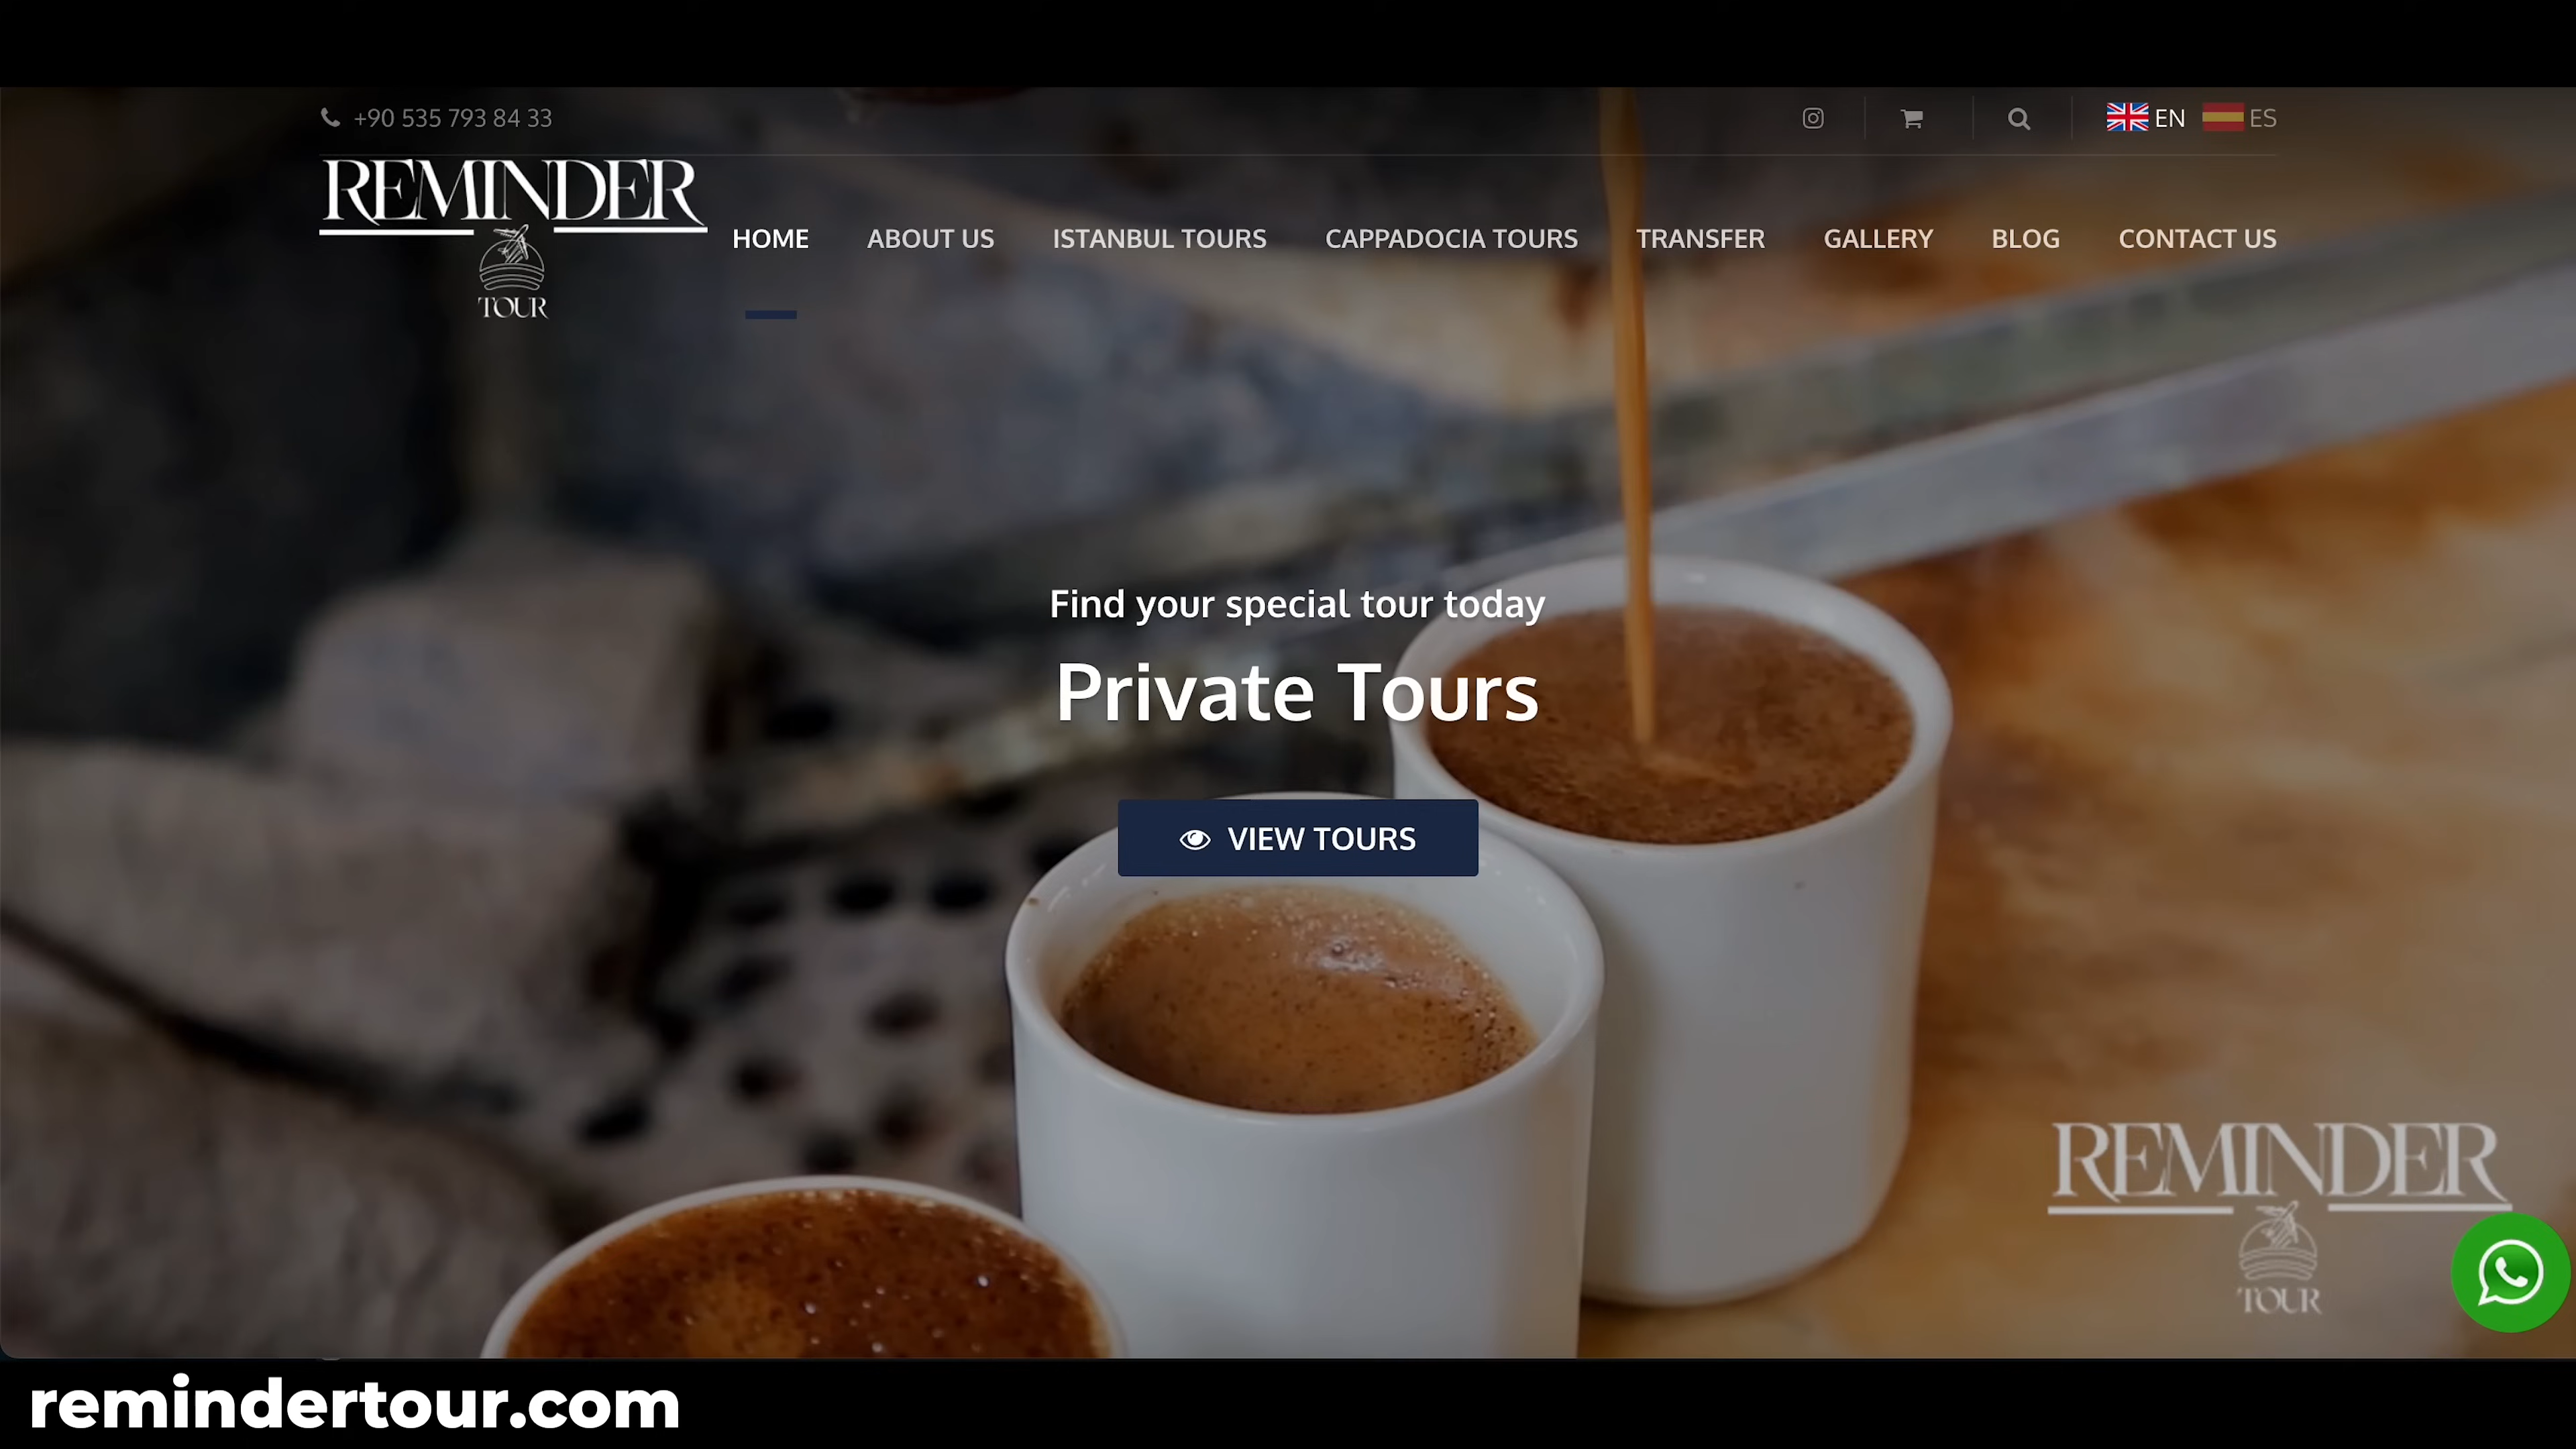 +90 535 793 84 33
EN ES
REMINDER
TOUR
HOME ABOUT US ISTANBUL TOURS CAPPADOCIA TOURS TRANSFER GALLERY BLOG CONTACT US
Find your special tour today
Private Tours
VIEW TOURS
REMINDER
TOUR
remindertour.com